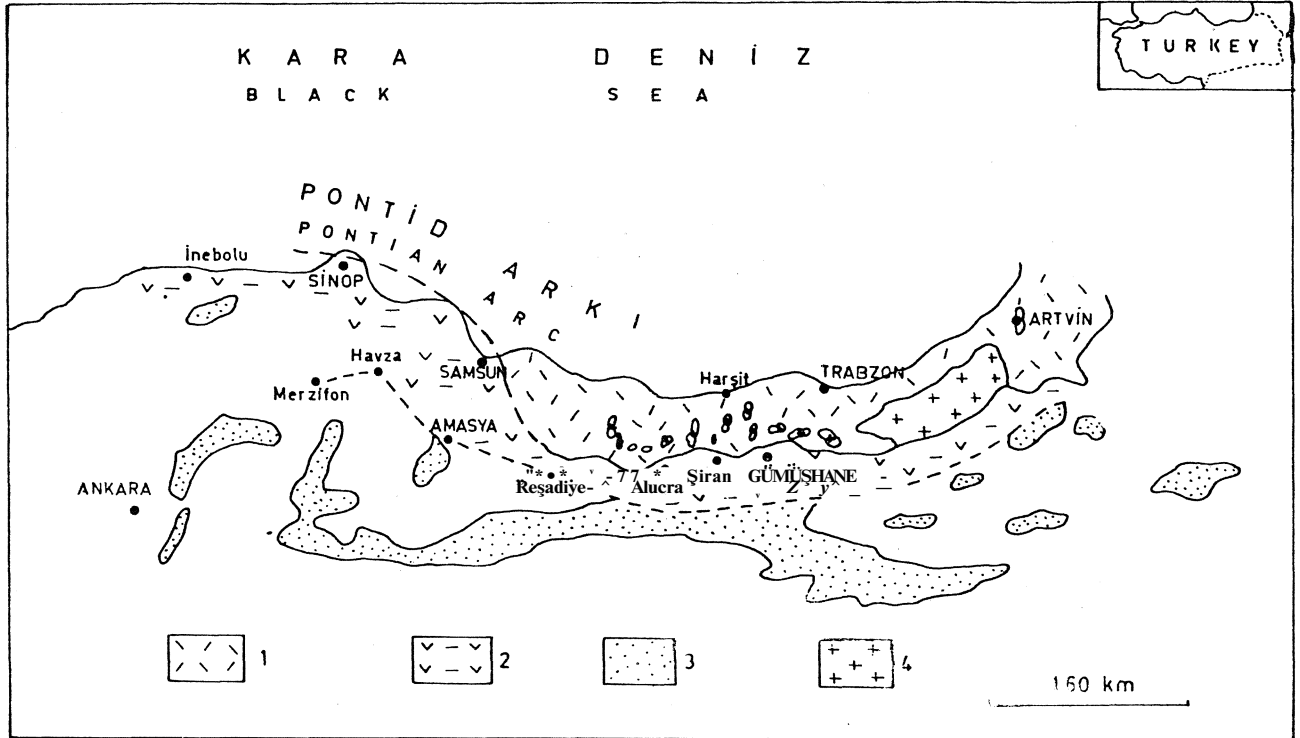 KARA DENİZ
BLACK SEA
TURKEY
PONTİD ARKI
PONTIAN ARC
İnebolu
SİNOP
ARTVİN
Havza
SAMSUN
Harşit
TRABZON
Merzifon
AMASYA
Şiran
GÜMÜŞHANE
Reşadiye
Alucra
ANKARA
1
2
3
4
160 km